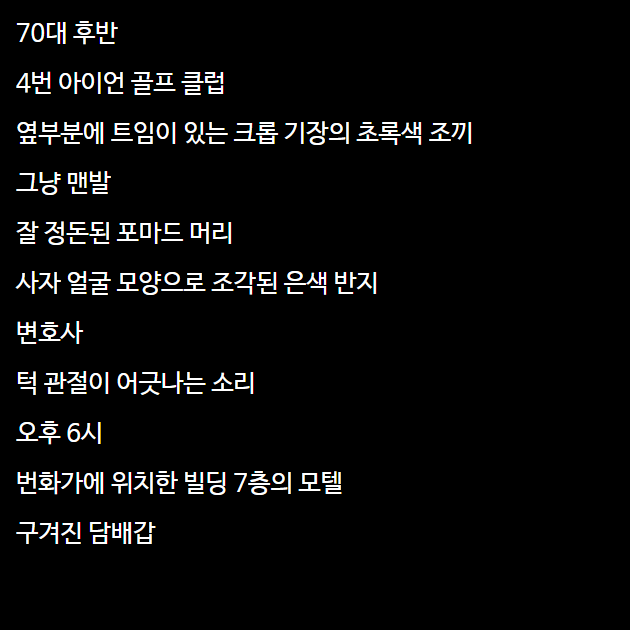 70대 후반
4번 아이언 골프 클럽
옆부분에 트임이 있는 크롭 기장의 초록색 조끼
그냥 맨발
잘 정돈된 포마드 머리
사자 얼굴 모양으로 조각된 은색 반지
변호사
턱 관절이 어긋나는 소리
오후 6시
번화가에 위치한 빌딩 7층의 모텔
구겨진 담배갑